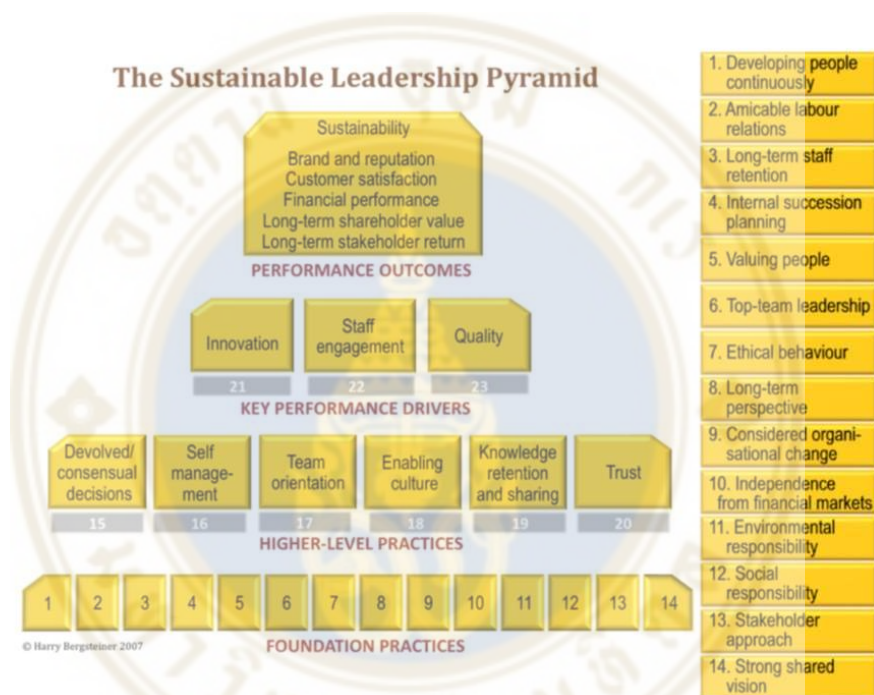 The Sustainable Leadership Pyramid
Sustainability
Brand and reputation
Customer satisfaction
Financial performance
Long-term shareholder value
Long-term stakeholder return
PERFORMANCE OUTCOMES
Innovation
Staff
engagement
Quality
21
22
23
KEY PERFORMANCE DRIVERS
Devolved/
consensual
decisions
Self
manage-
ment
Team
orientation
Enabling
culture
Knowledge
retention
and sharing
Trust
15
16
17
18
19
20
HIGHER-LEVEL PRACTICES
1
2
3
4
5
6
7
8
9
10
11
12
13
14
© Harry Bergsteiner 2007
FOUNDATION PRACTICES
1. Developing people
continuously
2. Amicable labour
relations
3. Long-term staff
retention
4. Internal succession
planning
5. Valuing people
6. Top-team leadership
7. Ethical behaviour
8. Long-term
perspective
9. Considered organi-
sational change
10. Independence
from financial markets
11. Environmental
responsibility
12. Social
responsibility
13. Stakeholder
approach
14. Strong shared
vision